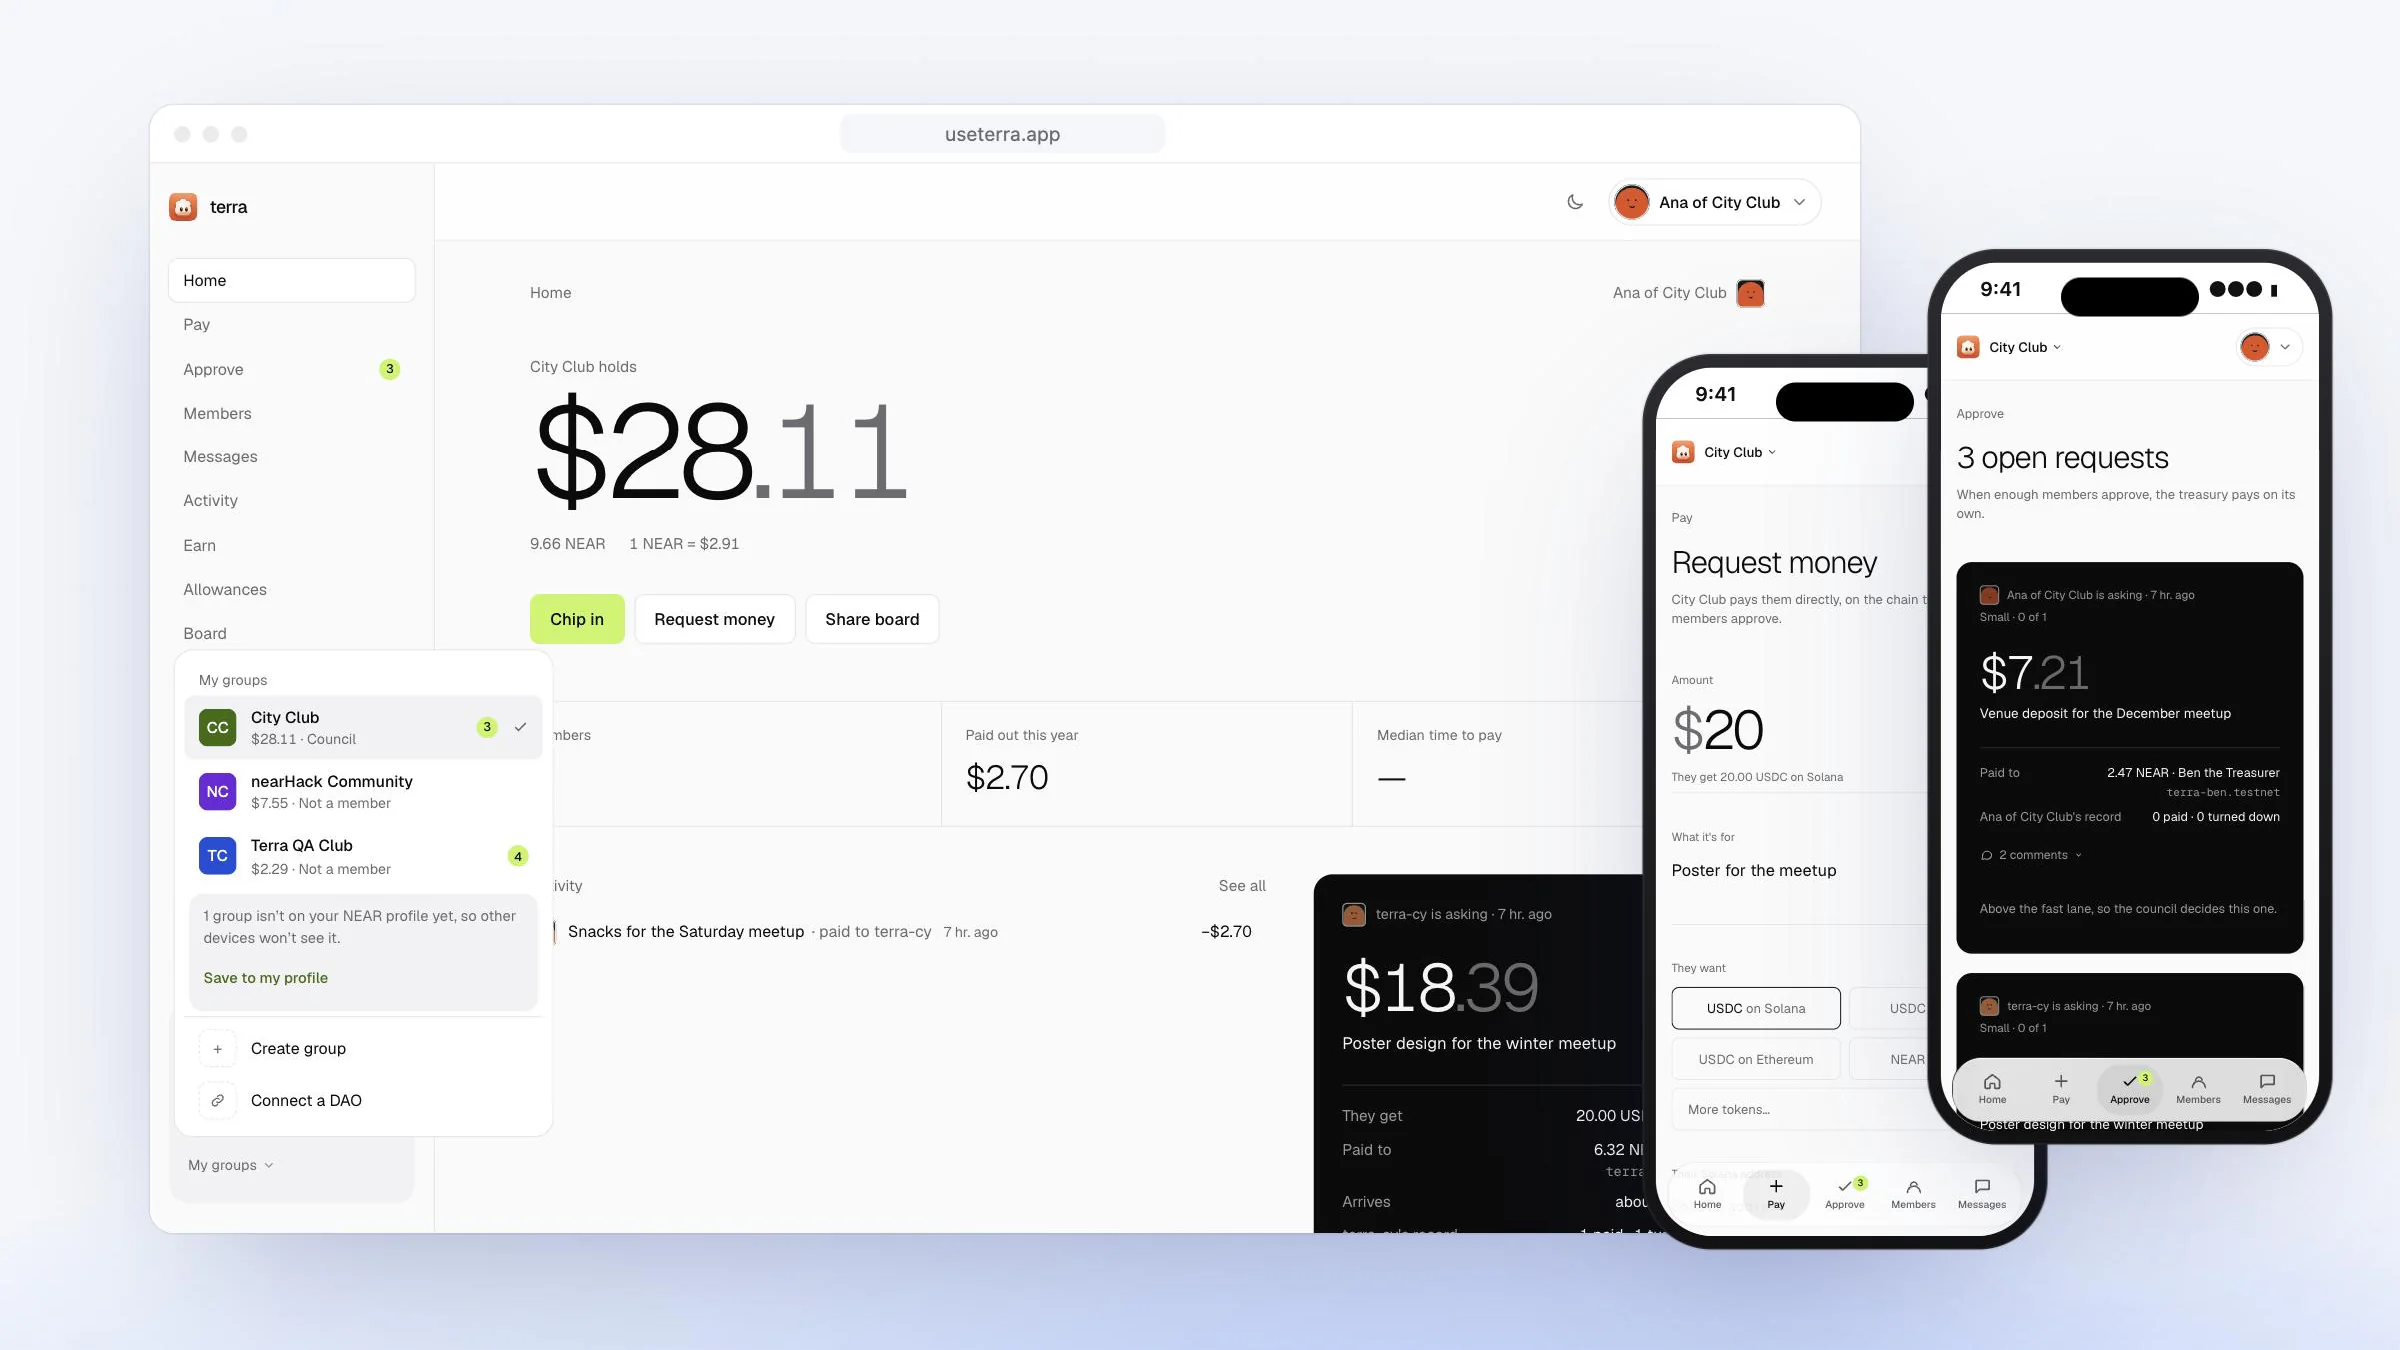 useterra.app
terra
Ana of City Club
Home
Pay
Approve 3
Members
Messages
Activity
Earn
Allowances
Board
My groups
CC City Club 3
$28.11 · Council
NC nearHack Community
$7.55 · Not a member
TC Terra QA Club 4
$2.29 · Not a member
1 group isn't on your NEAR profile yet, so other
devices won't see it.
Save to my profile
+ Create group
Connect a DAO
My groups
Home
Ana of City Club
City Club holds
$28.11
9.66 NEAR 1 NEAR = $2.91
Chip in Request money Share board
mbers
Paid out this year
$2.70
Median time to pay
—
ivity
See all
Snacks for the Saturday meetup · paid to terra-cy 7 hr. ago −$2.70
terra-cy is asking · 7 hr. ago
$18.39
Poster design for the winter meetup
They get 20.00 US
Paid to 6.32 N
terra
Arrives abou
9:41
City Club
Pay
Request money
City Club pays them directly, on the chain t
members approve.
Amount
$20
They get 20.00 USDC on Solana
What it's for
Poster for the meetup
They want
USDC on Solana USDC
USDC on Ethereum NEAR
More tokens...
Home Pay Approve 3 Members Messages
9:41
City Club
Approve
3 open requests
When enough members approve, the treasury pays on its
own.
Ana of City Club is asking · 7 hr. ago
Small · 0 of 1
$7.21
Venue deposit for the December meetup
Paid to 2.47 NEAR · Ben the Treasurer
terra-ben.testnet
Ana of City Club's record 0 paid · 0 turned down
2 comments
Above the fast lane, so the council decides this one.
terra-cy is asking · 7 hr. ago
Small · 0 of 1
Home Pay Approve 3 Members Messages
Poster design for the winter meetup